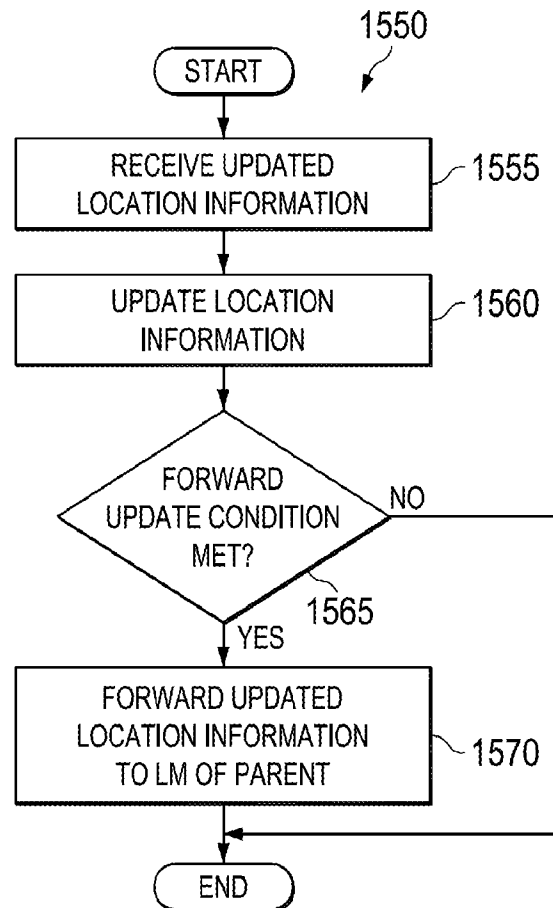 1550
START
RECEIVE UPDATED
LOCATION INFORMATION
1555
UPDATE LOCATION
INFORMATION
1560
FORWARD
UPDATE CONDITION
MET?
NO
1565
YES
FORWARD UPDATED
LOCATION INFORMATION
TO LM OF PARENT
1570
END